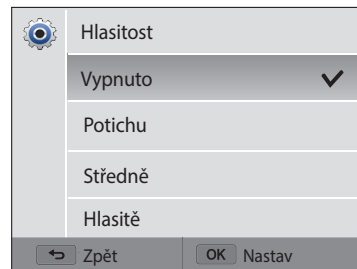 Hlasitost
Vypnuto
Potichu
Středně
Hlasitě
Zpět OK Nastav